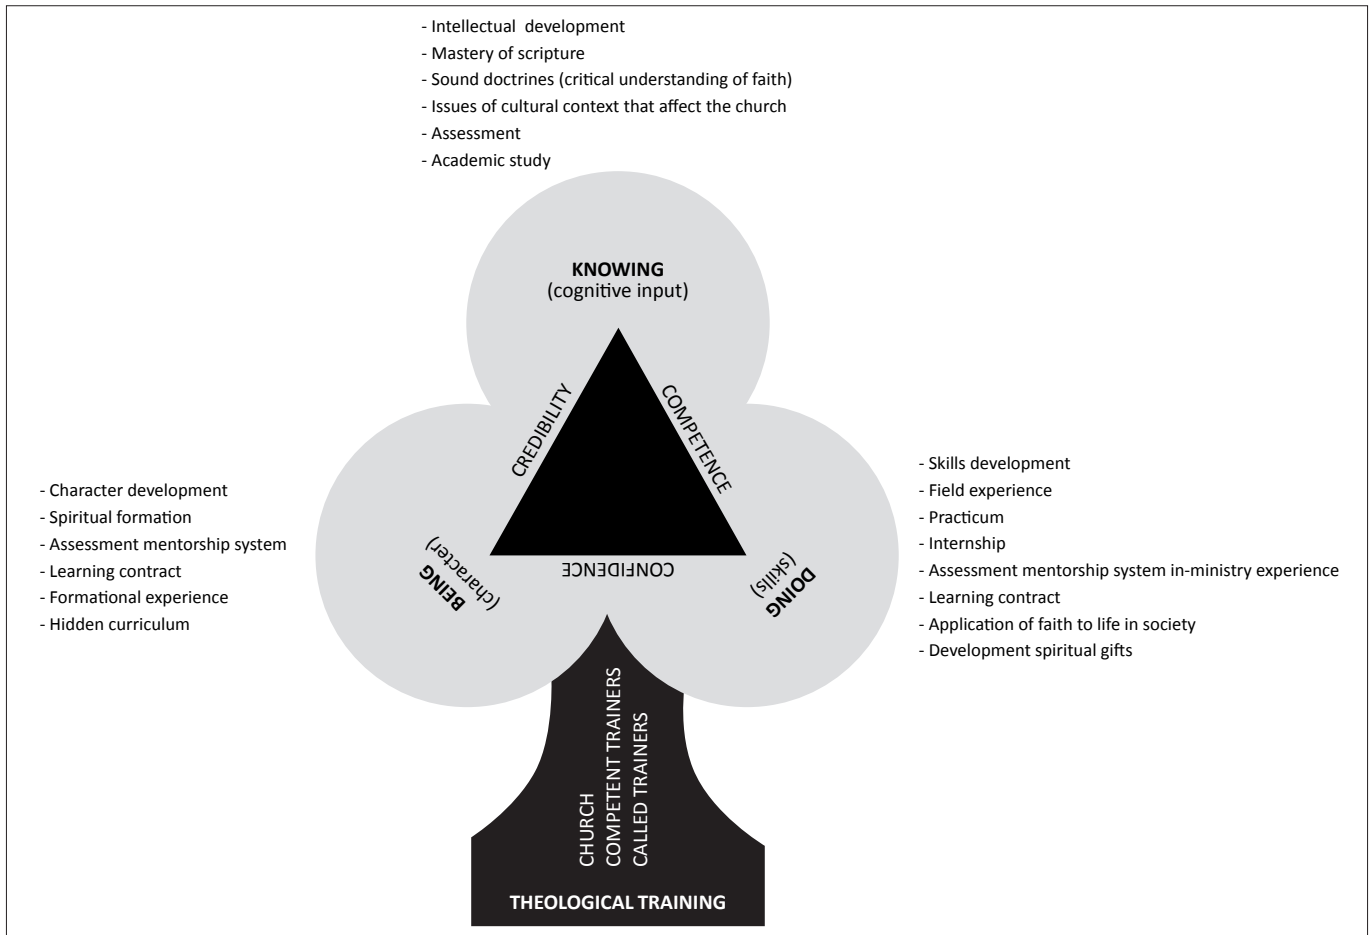 - Intellectual development
- Mastery of scripture
- Sound doctrines (critical understanding of faith)
- Issues of cultural context that affect the church
- Assessment
- Academic study
KNOWING
(cognitive input)
CREDIBILITY
COMPETENCE
CONFIDENCE
- Character development
- Spiritual formation
- Assessment mentorship system
- Learning contract
- Formational experience
- Hidden curriculum
BEING
(character)
DOING
(skills)
- Skills development
- Field experience
- Practicum
- Internship
- Assessment mentorship system in-ministry experience
- Learning contract
- Application of faith to life in society
- Development spiritual gifts
CHURCH
COMPETENT TRAINERS
CALLED TRAINERS
THEOLOGICAL TRAINING